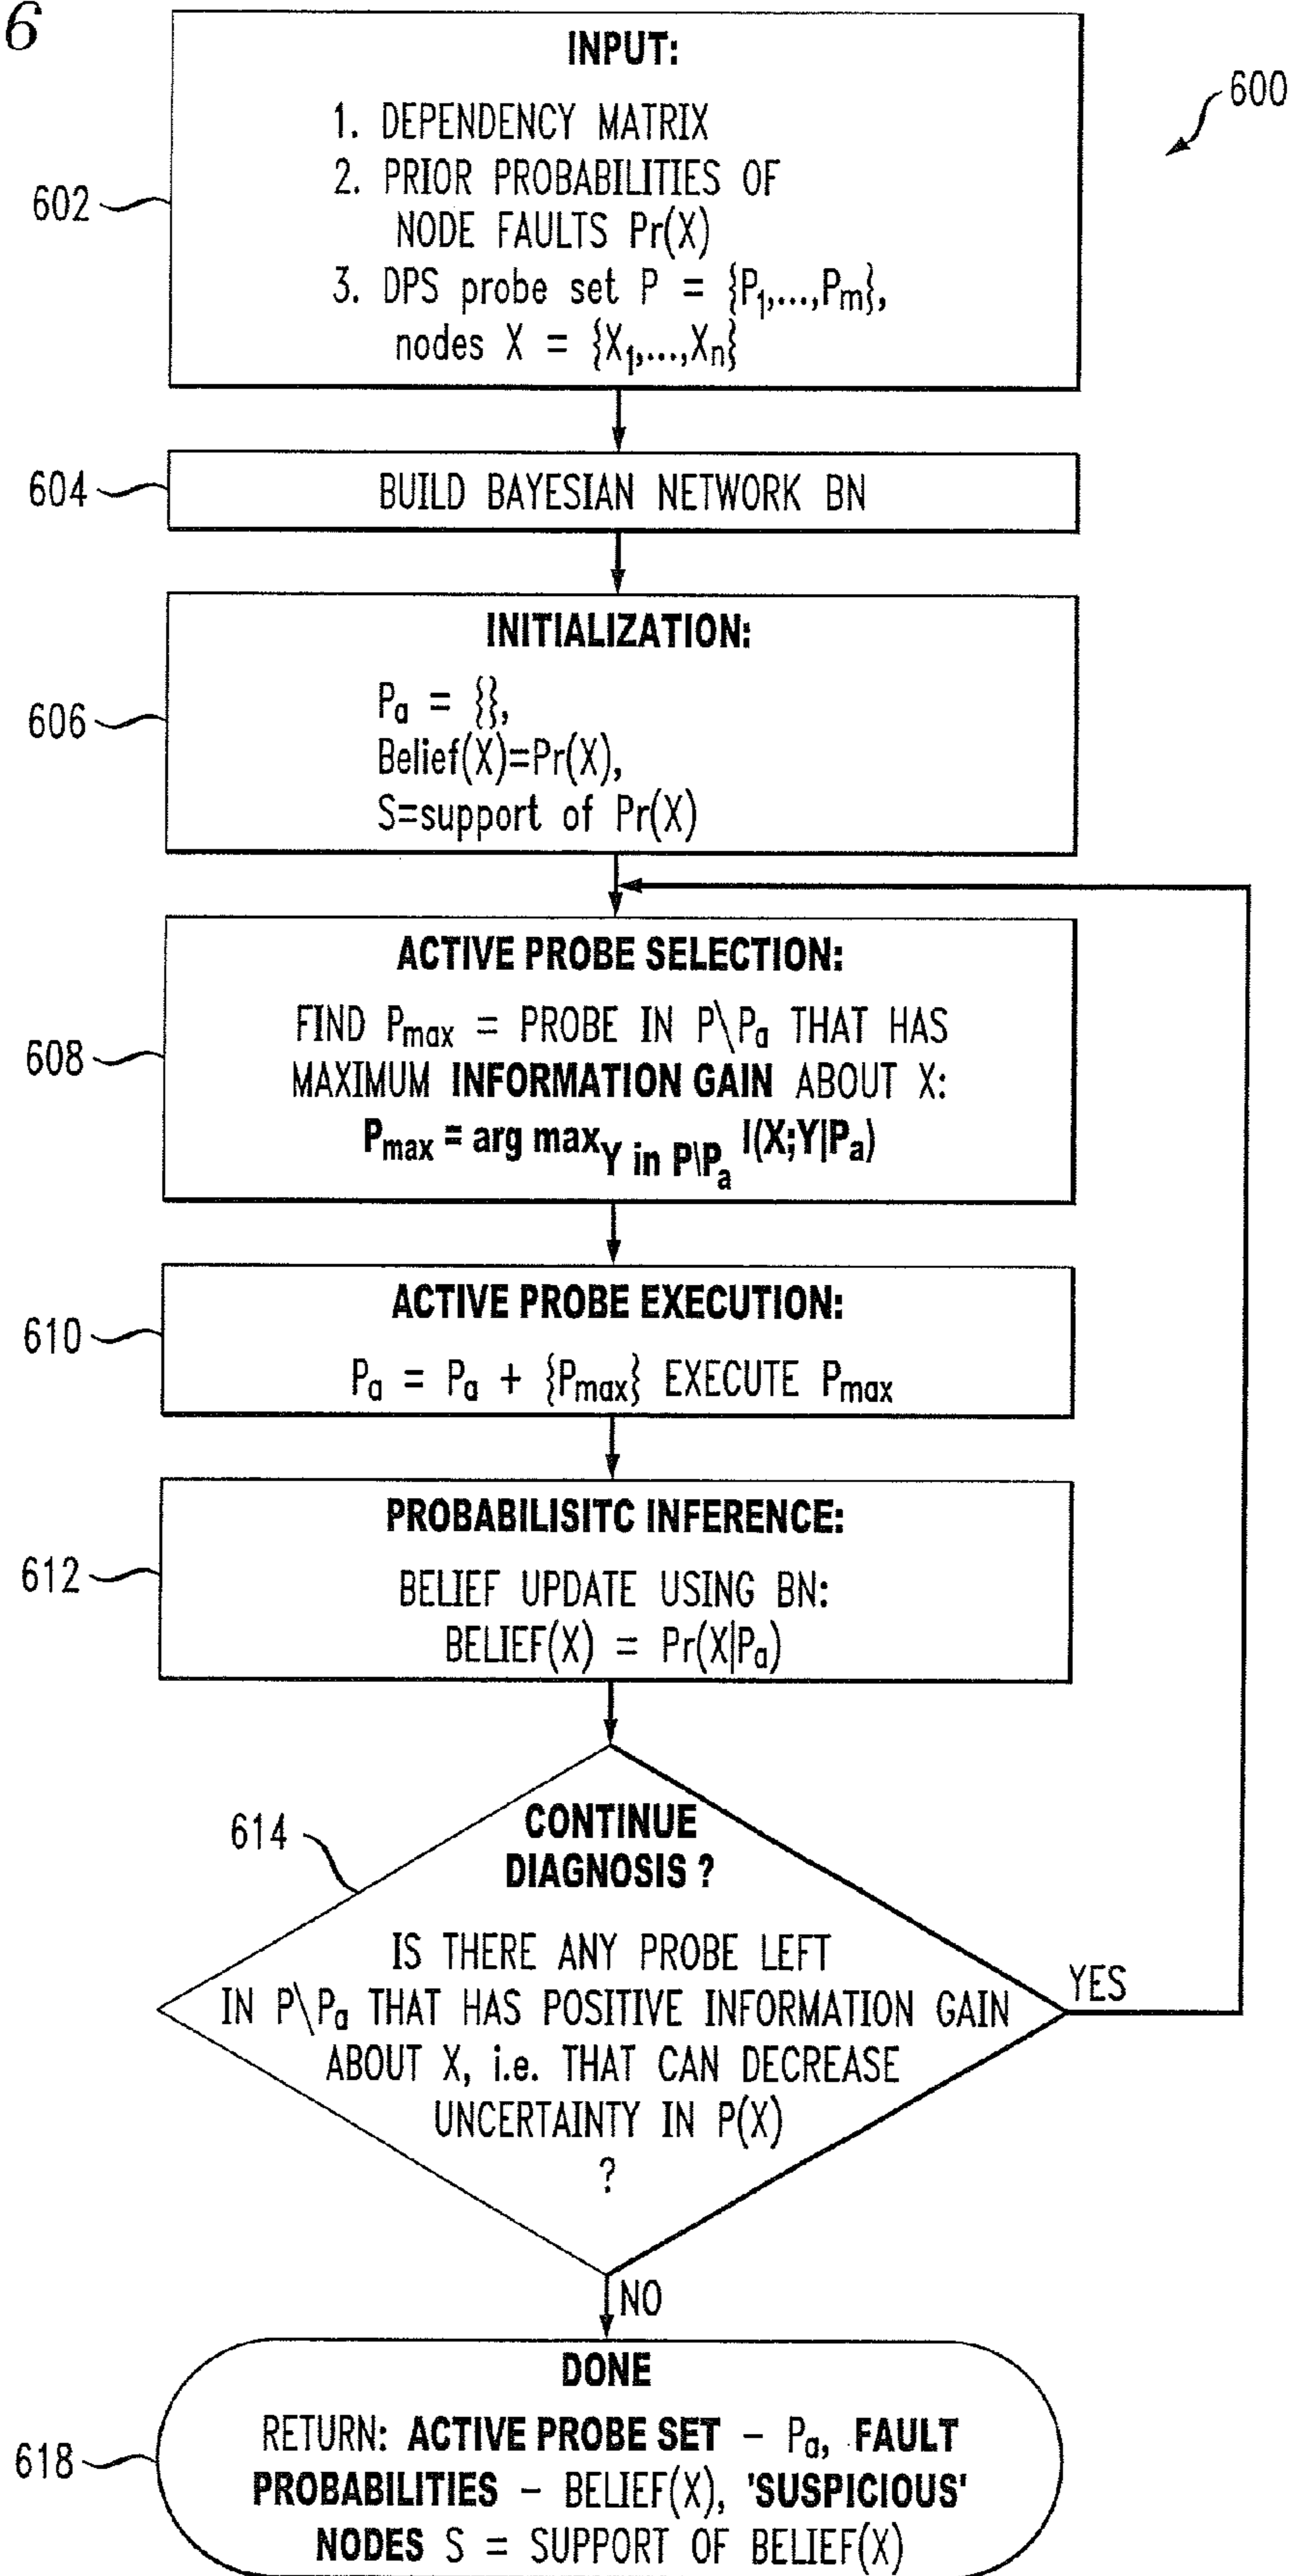 6
600
602
INPUT:
1. DEPENDENCY MATRIX
2. PRIOR PROBABILITIES OF
NODE FAULTS Pr(X)
3. DPS probe set P = {P1,...,Pm},
nodes X = {X1,...,Xn}
604
BUILD BAYESIAN NETWORK BN
606
INITIALIZATION:
Pa = {},
Belief(X)=Pr(X),
S=support of Pr(X)
608
ACTIVE PROBE SELECTION:
FIND Pmax = PROBE IN P\Pa THAT HAS
MAXIMUM INFORMATION GAIN ABOUT X:
Pmax = arg maxY in P\Pa I(X;Y|Pa)
610
ACTIVE PROBE EXECUTION:
Pa = Pa + {Pmax} EXECUTE Pmax
612
PROBABILISITC INFERENCE:
BELIEF UPDATE USING BN:
BELIEF(X) = Pr(X|Pa)
614
CONTINUE
DIAGNOSIS ?
IS THERE ANY PROBE LEFT
IN P\Pa THAT HAS POSITIVE INFORMATION GAIN
ABOUT X, i.e. THAT CAN DECREASE
UNCERTAINTY IN P(X)
?
YES
NO
618
DONE
RETURN: ACTIVE PROBE SET – Pa, FAULT
PROBABILITIES – BELIEF(X), 'SUSPICIOUS'
NODES S = SUPPORT OF BELIEF(X)